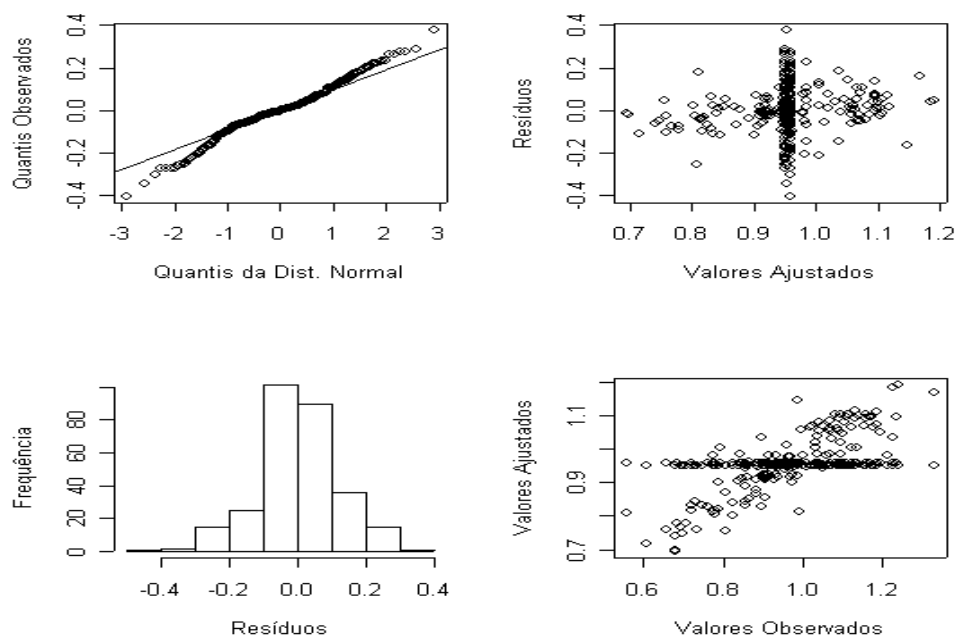 Quantis Observados
-0.4 -0.2 0.0 0.2 0.4
-3 -2 -1 0 1 2 3
Quantis da Dist. Normal
Resíduos
-0.4 -0.2 0.0 0.2 0.4
0.7 0.8 0.9 1.0 1.1 1.2
Valores Ajustados
Frequência
0 20 40 60 80
-0.4 -0.2 0.0 0.2 0.4
Resíduos
Valores Ajustados
0.7 0.9 1.1
0.6 0.8 1.0 1.2
Valores Observados